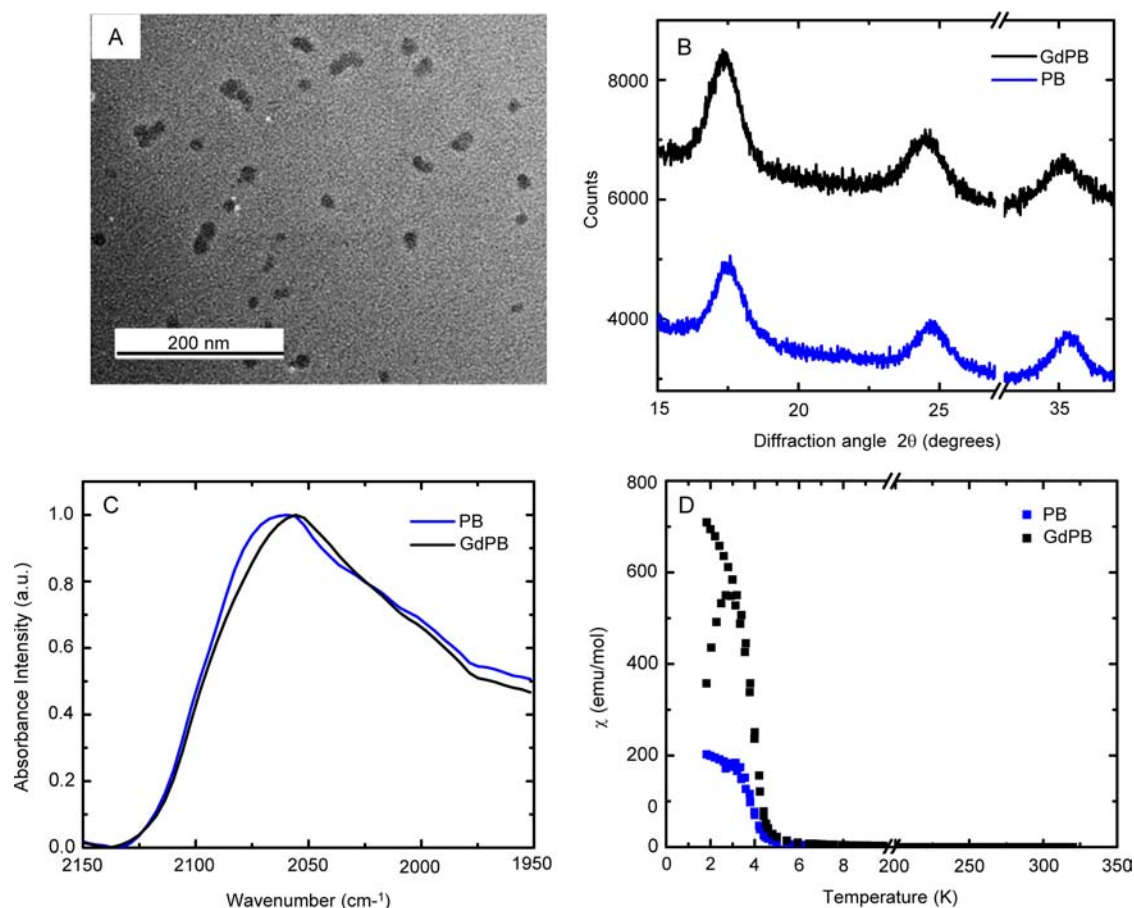 A
200 nm
B
GdPB
PB
8000
6000
4000
Counts
15
20
25
35
Diffraction angle 2θ (degrees)
C
PB
GdPB
1.0
0.8
0.6
0.4
0.2
0.0
Absorbance Intensity (a.u.)
2150
2100
2050
2000
1950
Wavenumber (cm-1)
D
PB
GdPB
800
600
400
200
0
0
χ (emu/mol)
0
2
4
6
8
200
250
300
350
Temperature (K)